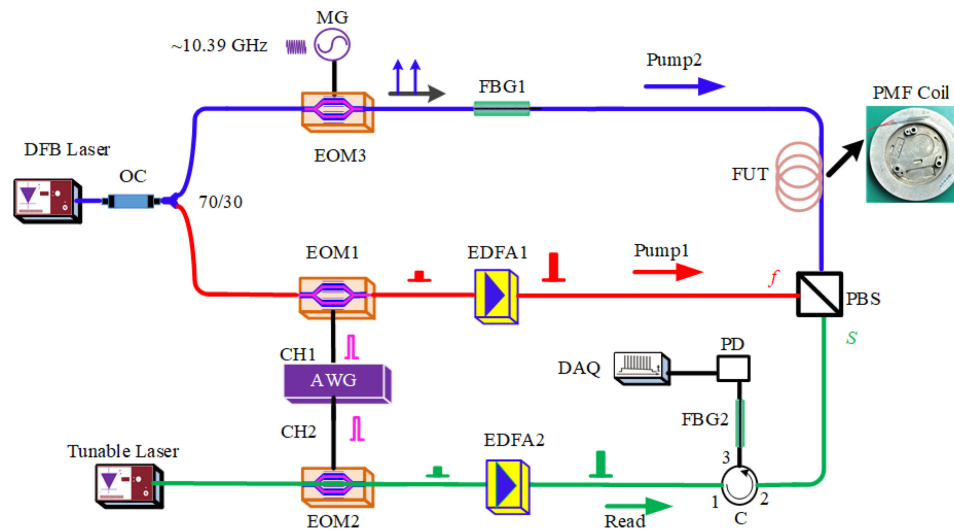 MG
~10.39 GHz
FBG1
Pump2
PMF Coil
EOM3
DFB Laser
OC
FUT
70/30
EOM1
EDFA1
Pump1
f
PBS
S
CH1
PD
DAQ
AWG
FBG2
CH2
EDFA2
Tunable Laser
3
1
2
EOM2
Read
C